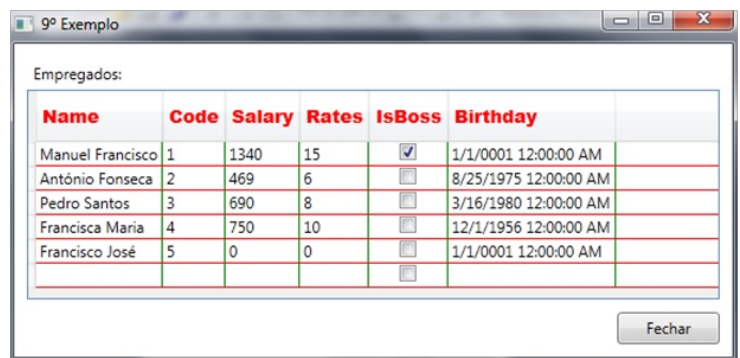 9º Exemplo
Empregados:
Name Code Salary Rates IsBoss Birthday
Manuel Francisco 1 1340 15 1/1/0001 12:00:00 AM
António Fonseca 2 469 6 8/25/1975 12:00:00 AM
Pedro Santos 3 690 8 3/16/1980 12:00:00 AM
Francisca Maria 4 750 10 12/1/1956 12:00:00 AM
Francisco José 5 0 0 1/1/0001 12:00:00 AM
Fechar